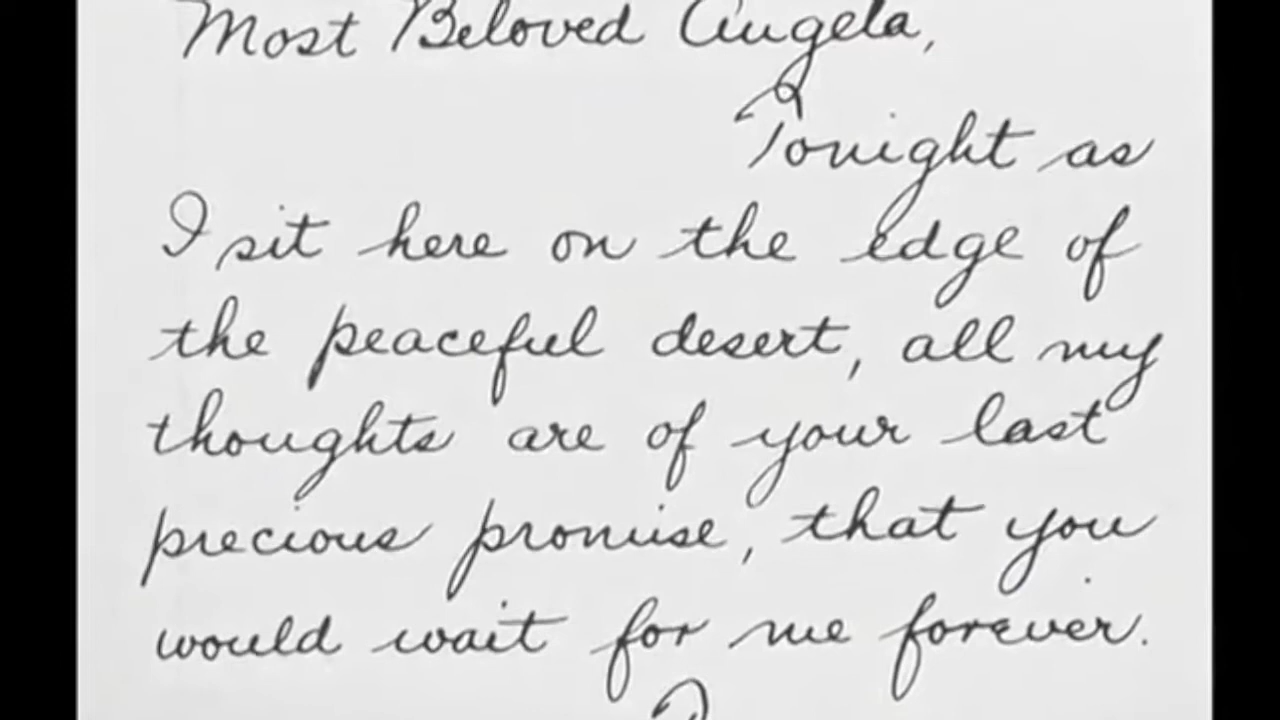 Most Beloved Angela,
Tonight as
I sit here on the edge of
the peaceful desert, all my
thoughts are of your last
precious promise, that you
would wait for me forever.